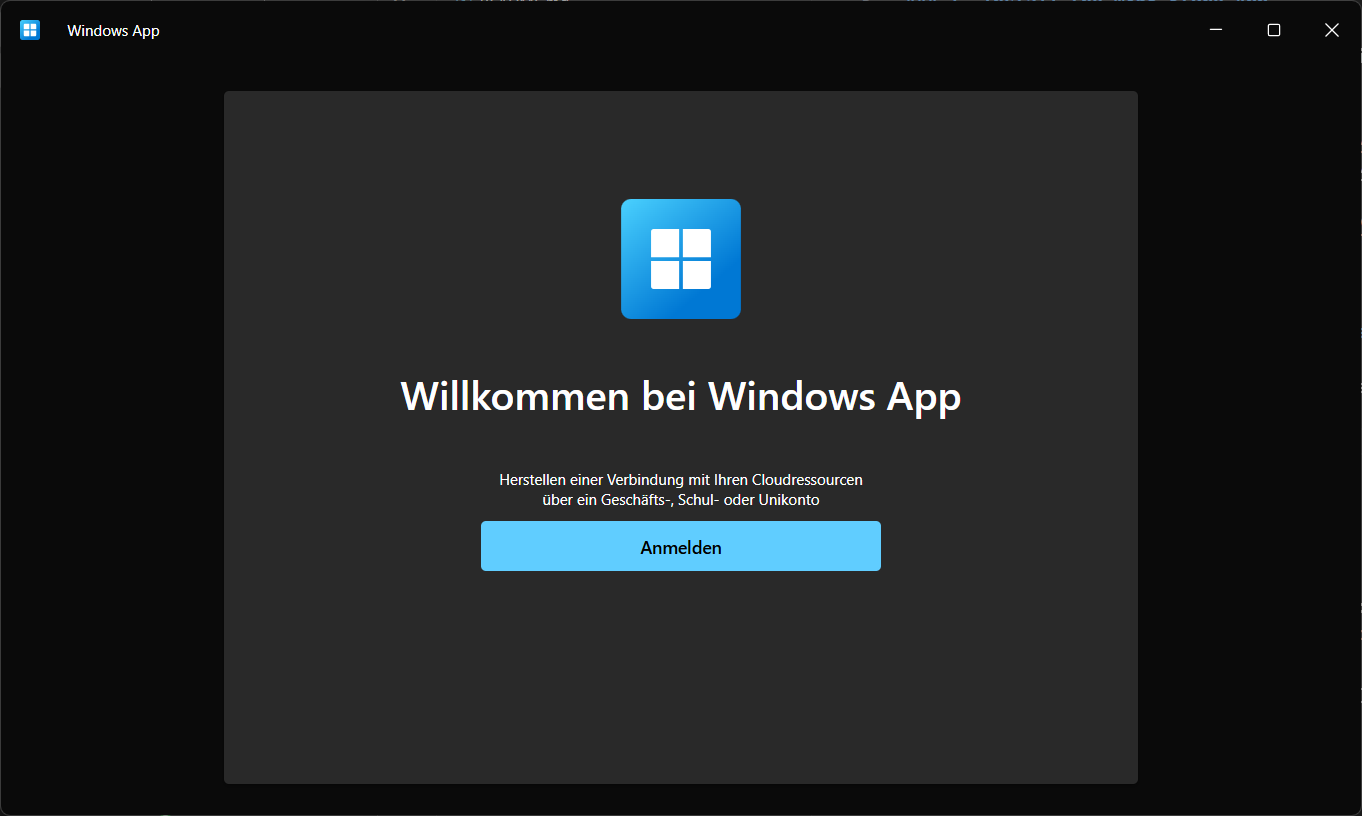 Windows App
Willkommen bei Windows App
Herstellen einer Verbindung mit Ihren Cloudressourcen
über ein Geschäfts-, Schul- oder Unikonto
Anmelden